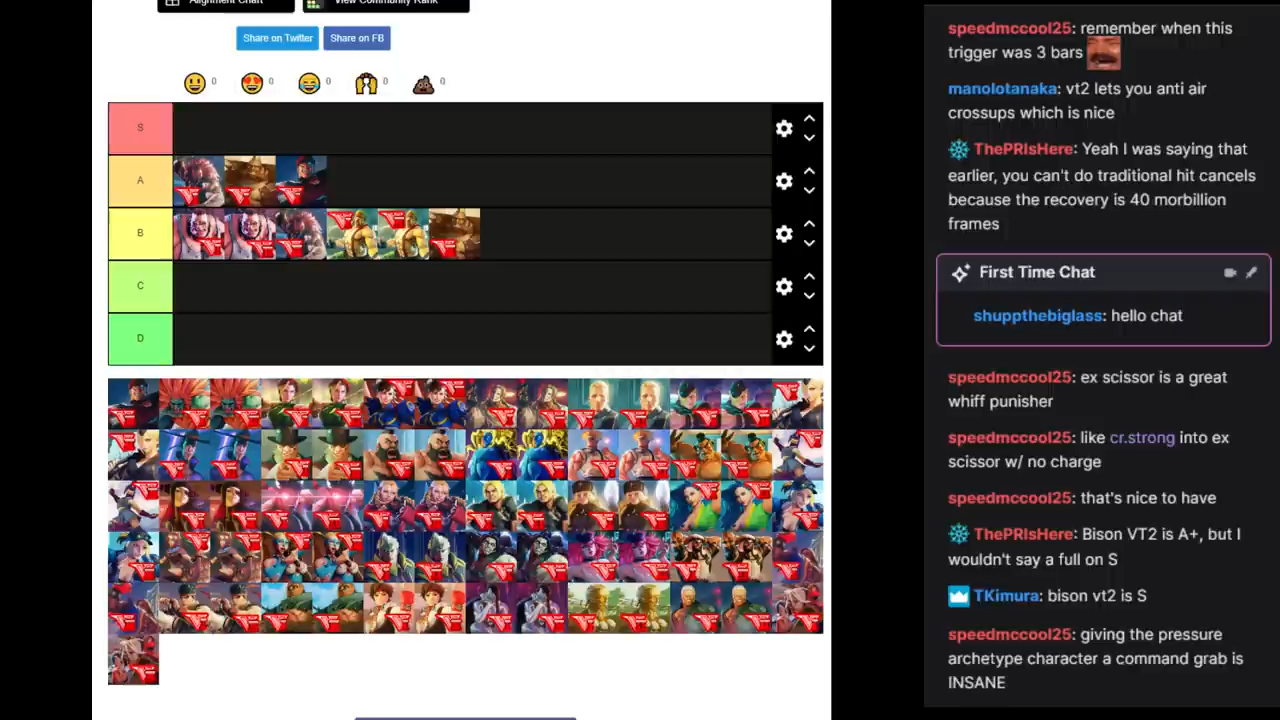 Alignment Chart
View Community Rank
Share on Twitter
Share on FB
0
0
0
0
0
S
A
B
C
D
speedmccool25: remember when this
trigger was 3 bars
manolotanaka: vt2 lets you anti air
crossups which is nice
ThePRIsHere: Yeah I was saying that
earlier, you can't do traditional hit cancels
because the recovery is 40 morbillion
frames
First Time Chat
shuppthebiglass: hello chat
speedmccool25: ex scissor is a great
whiff punisher
speedmccool25: like cr.strong into ex
scissor w/ no charge
speedmccool25: that's nice to have
ThePRIsHere: Bison VT2 is A+, but I
wouldn't say a full on S
TKimura: bison vt2 is S
speedmccool25: giving the pressure
archetype character a command grab is
INSANE